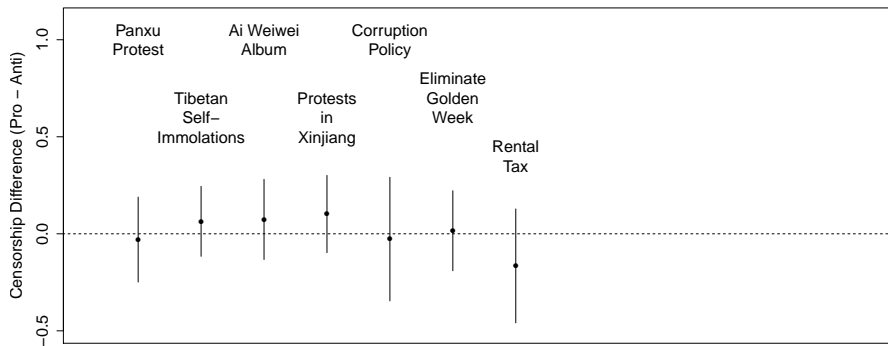 Censorship Difference (Pro − Anti)
1.0
0.5
0.0
−0.5
Panxu
Protest
Tibetan
Self−
Immolations
Ai Weiwei
Album
Protests
in
Xinjiang
Corruption
Policy
Eliminate
Golden
Week
Rental
Tax